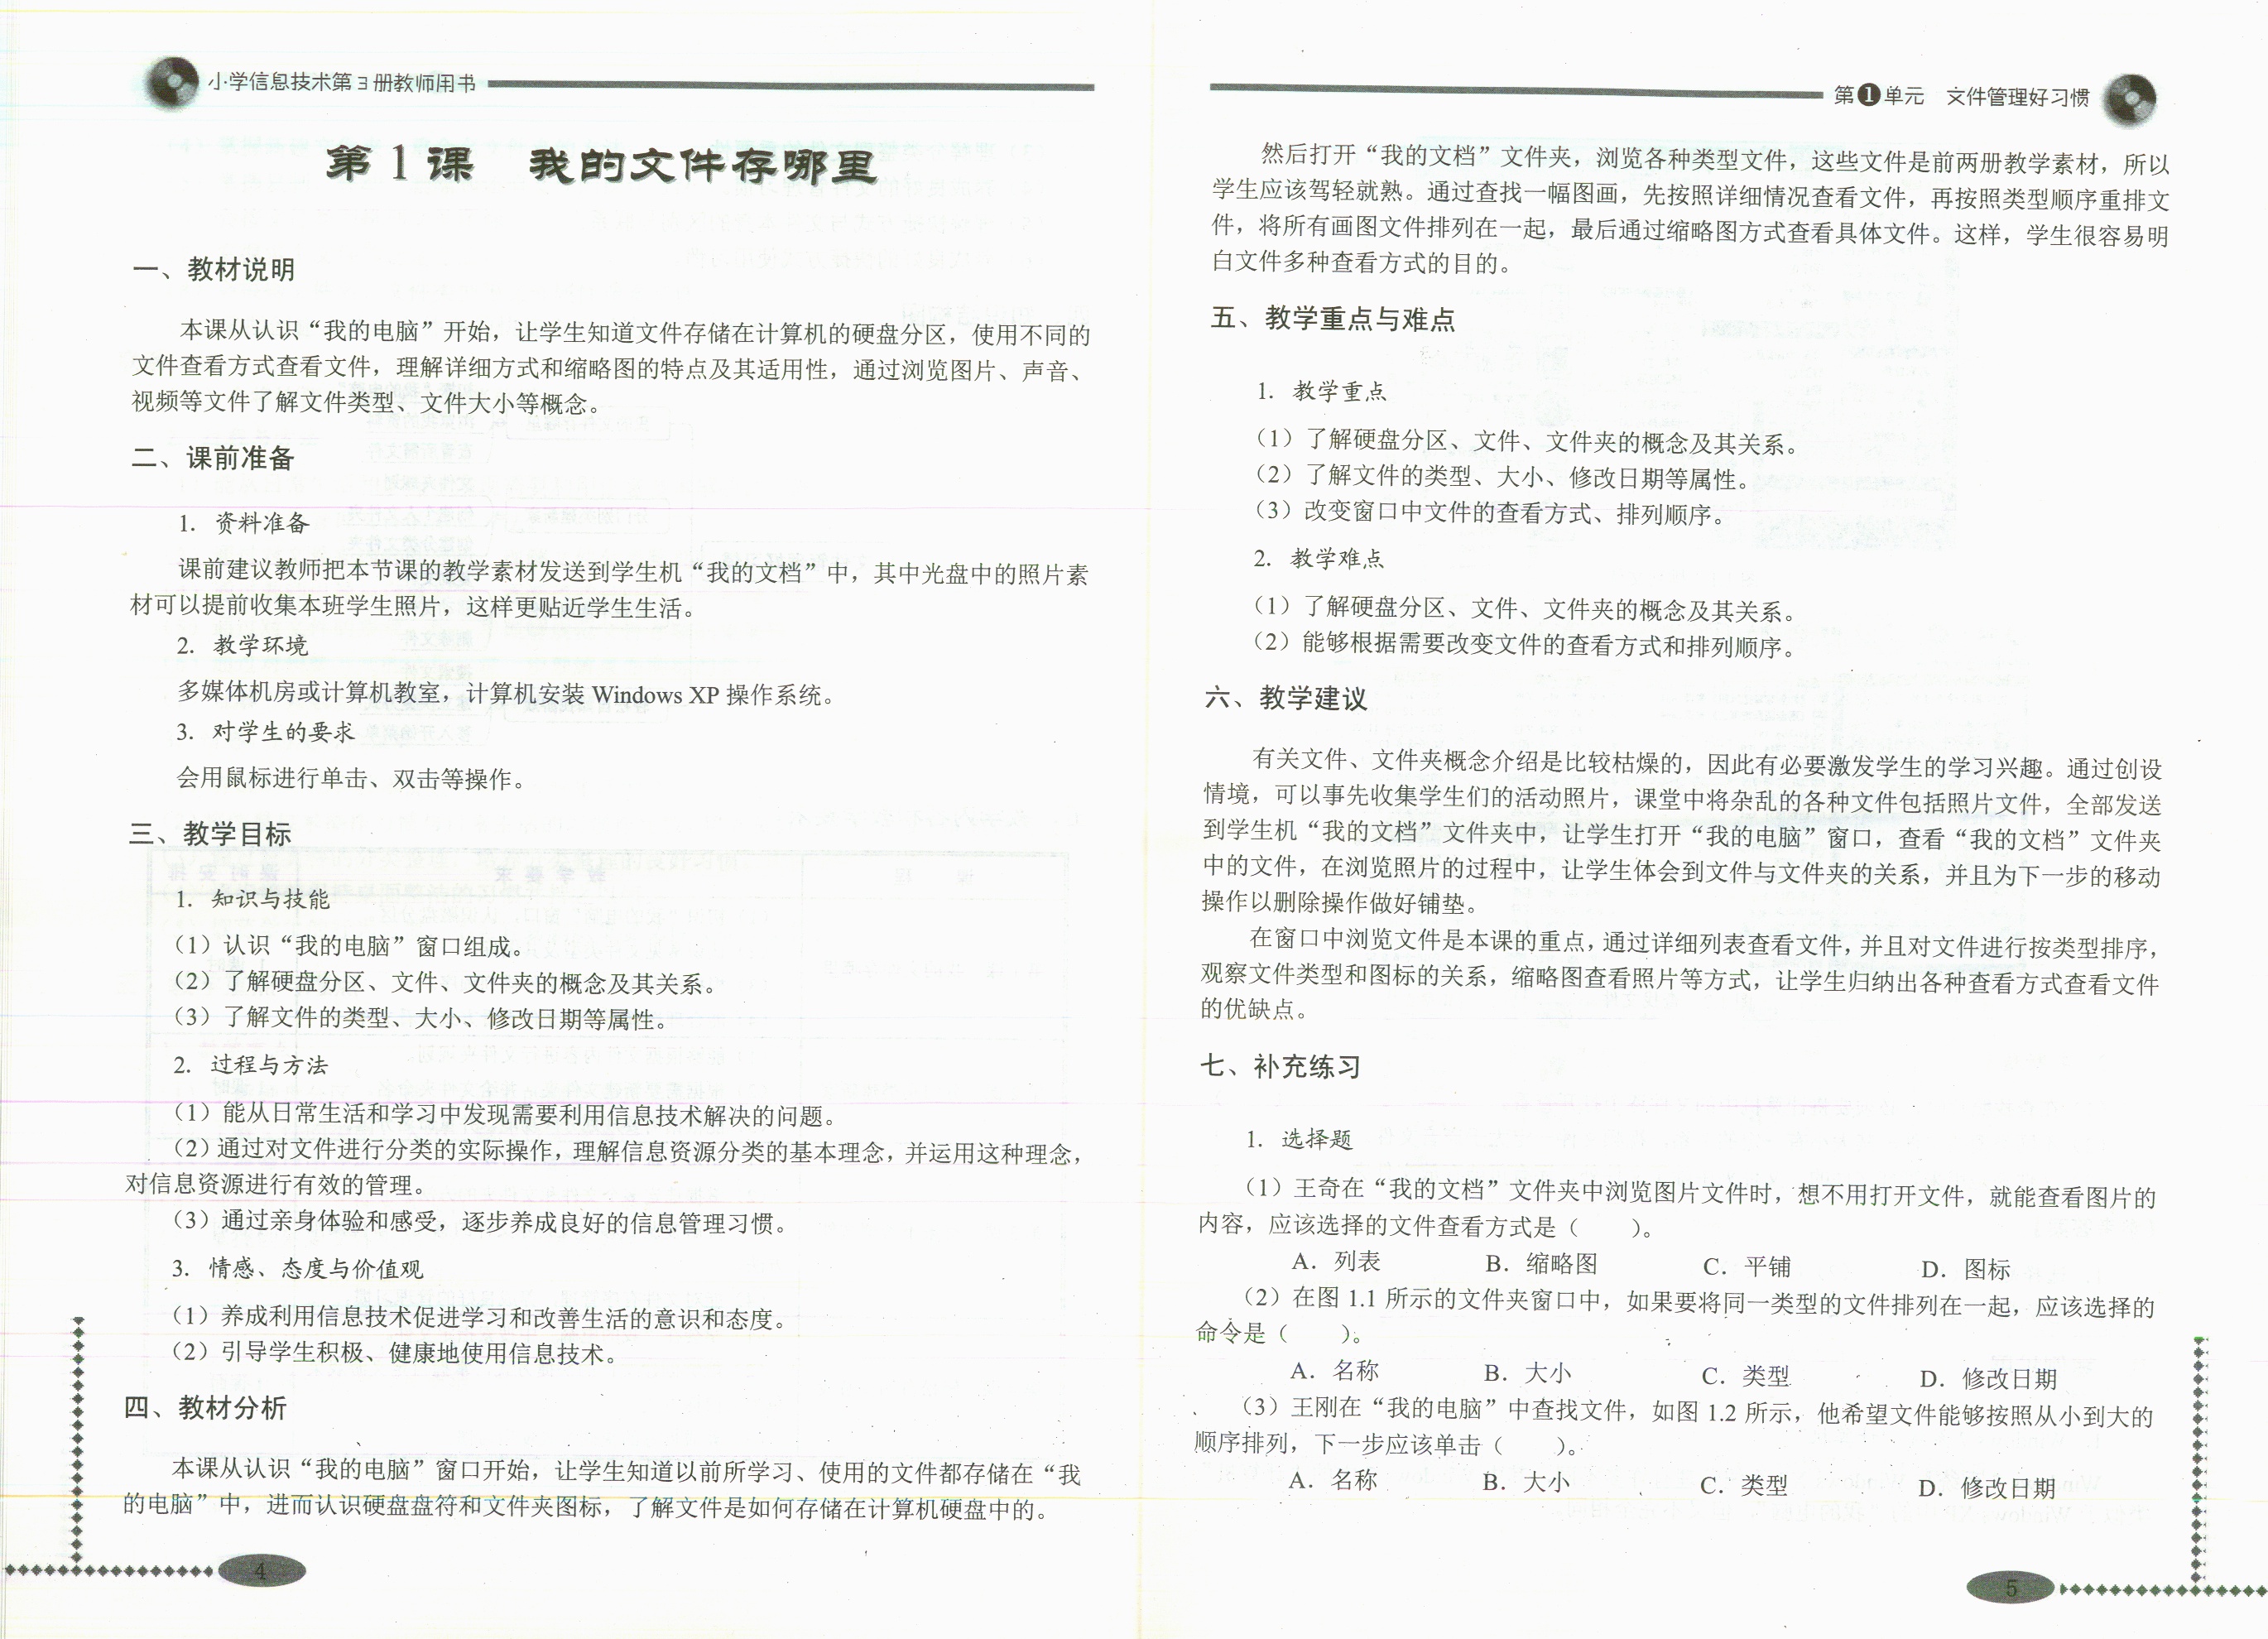 小学信息技术第3册教师用书
第1课 我的文件存哪里
一、教材说明
本课从认识“我的电脑”开始，让学生知道文件存储在计算机的硬盘分区，使用不同的
文件查看方式查看文件，理解详细方式和缩略图的特点及其适用性，通过浏览图片、声音、
视频等文件了解文件类型、文件大小等概念。
二、课前准备
1. 资料准备
课前建议教师把本节课的教学素材发送到学生机“我的文档”中，其中光盘中的照片素
材可以提前收集本班学生照片，这样更贴近学生生活。
2. 教学环境
多媒体机房或计算机教室，计算机安装 Windows XP 操作系统。
3. 对学生的要求
会用鼠标进行单击、双击等操作。
三、教学目标
1. 知识与技能
（1）认识“我的电脑”窗口组成。
（2）了解硬盘分区、文件、文件夹的概念及其关系。
（3）了解文件的类型、大小、修改日期等属性。
2. 过程与方法
（1）能从日常生活和学习中发现需要利用信息技术解决的问题。
（2）通过对文件进行分类的实际操作，理解信息资源分类的基本理念，并运用这种理念，
对信息资源进行有效的管理。
（3）通过亲身体验和感受，逐步养成良好的信息管理习惯。
3. 情感、态度与价值观
（1）养成利用信息技术促进学习和改善生活的意识和态度。
（2）引导学生积极、健康地使用信息技术。
四、教材分析
本课从认识“我的电脑”窗口开始，让学生知道以前所学习、使用的文件都存储在“我
的电脑”中，进而认识硬盘盘符和文件夹图标，了解文件是如何存储在计算机硬盘中的。
4
第1单元 文件管理好习惯
然后打开“我的文档”文件夹，浏览各种类型文件，这些文件是前两册教学素材，所以
学生应该驾轻就熟。通过查找一幅图画，先按照详细情况查看文件，再按照类型顺序重排文
件，将所有画图文件排列在一起，最后通过缩略图方式查看具体文件。这样，学生很容易明
白文件多种查看方式的目的。
五、教学重点与难点
1. 教学重点
（1）了解硬盘分区、文件、文件夹的概念及其关系。
（2）了解文件的类型、大小、修改日期等属性。
（3）改变窗口中文件的查看方式、排列顺序。
2. 教学难点
（1）了解硬盘分区、文件、文件夹的概念及其关系。
（2）能够根据需要改变文件的查看方式和排列顺序。
六、教学建议
有关文件、文件夹概念介绍是比较枯燥的，因此有必要激发学生的学习兴趣。通过创设
情境，可以事先收集学生们的活动照片，课堂中将杂乱的各种文件包括照片文件，全部发送
到学生机“我的文档”文件夹中，让学生打开“我的电脑”窗口，查看“我的文档”文件夹
中的文件，在浏览照片的过程中，让学生体会到文件与文件夹的关系，并且为下一步的移动
操作以删除操作做好铺垫。
在窗口中浏览文件是本课的重点，通过详细列表查看文件，并且对文件进行按类型排序，
观察文件类型和图标的关系，缩略图查看照片等方式，让学生归纳出各种查看方式查看文件
的优缺点。
七、补充练习
1. 选择题
（1）王奇在“我的文档”文件夹中浏览图片文件时，想不用打开文件，就能查看图片的
内容，应该选择的文件查看方式是（ ）。
A. 列表 B. 缩略图 C. 平铺 D. 图标
（2）在图 1.1 所示的文件夹窗口中，如果要将同一类型的文件排列在一起，应该选择的
命令是（ ）。
A. 名称 B. 大小 C. 类型 D. 修改日期
（3）王刚在“我的电脑”中查找文件，如图 1.2 所示，他希望文件能够按照从小到大的
顺序排列，下一步应该单击（ ）。
A. 名称 B. 大小 C. 类型 D. 修改日期
5